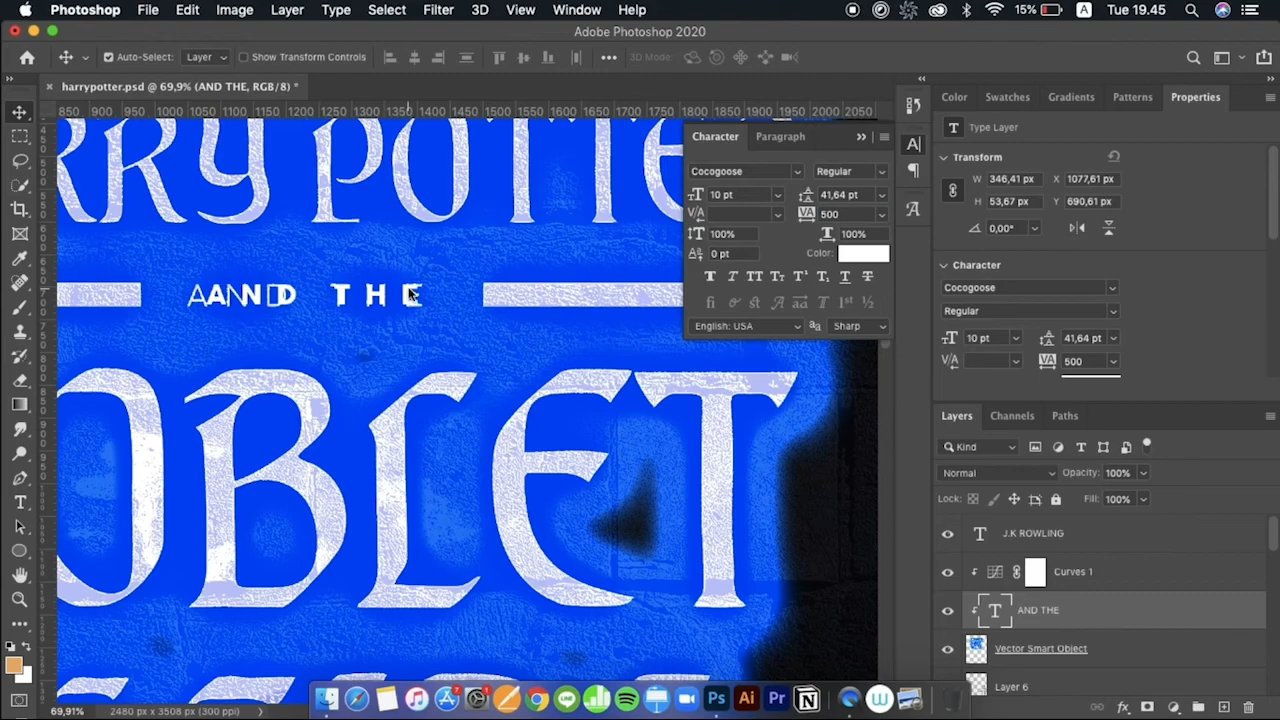 Photoshop File Edit Image Layer Type Select Filter 3D View Window Help 15% A Tue 19.45
Adobe Photoshop 2020
Auto-Select: Layer Show Transform Controls 3D Mode:
harrypotter.psd @ 69,9% (AND THE, RGB/8) *
Color Swatches Gradients Patterns Properties
850 900 950 1000 1050 1100 1150 1200 1250 1300 1350 1400 1450 1500 1550 1600 1650 1700 1750 1800 1850 1900 1950 2000 2050
Type Layer
Character Paragraph
Transform
Cocogoose Regular
W 346,41 px X 1077,61 px
H 53,67 px Y 690,61 px
10 pt 41,64 pt
500
0,00°
100% 100%
0 pt Color:
Character
Cocogoose
Regular
10 pt 41,64 pt
500
English: USA aa Sharp
RRY POTTE
THE
OBLET
Layers Channels Paths
Kind
Normal Opacity: 100%
Lock: Fill: 100%
J.K ROWLING
Curves 1
AND THE
Vector Smart Object
Layer 6
69,91% 2480 px x 3508 px (300 ppi)
Ps Ai Pr